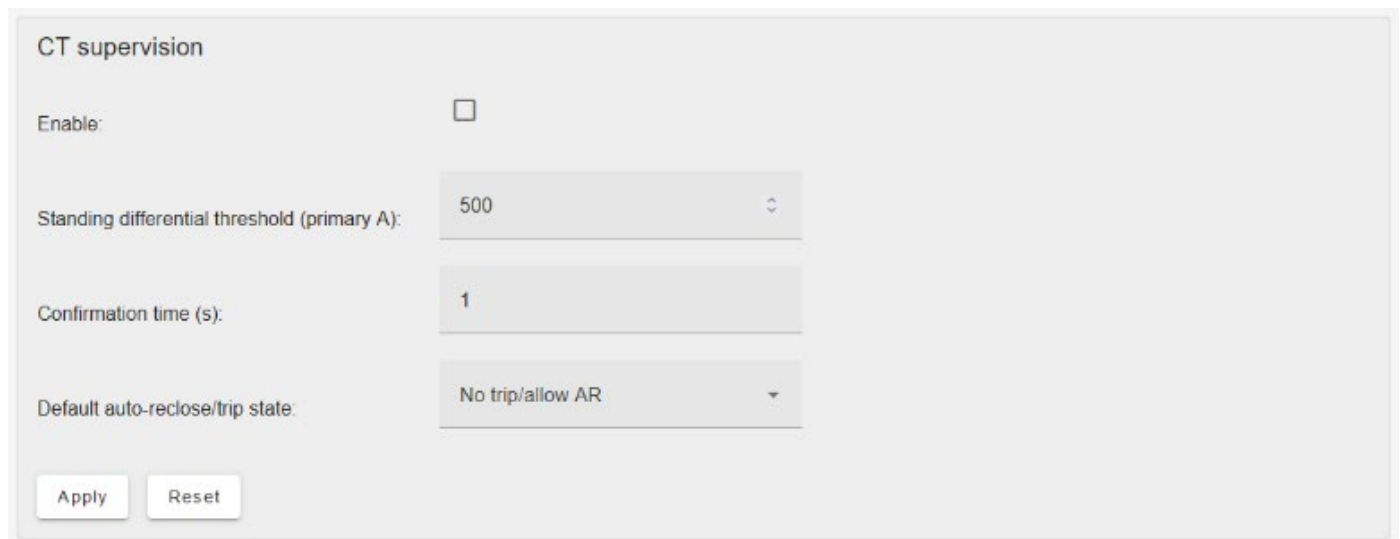 CT supervision
Enable:
Standing differential threshold (primary A): 500
Confirmation time (s): 1
Default auto-reclose/trip state: No trip/allow AR
Apply Reset